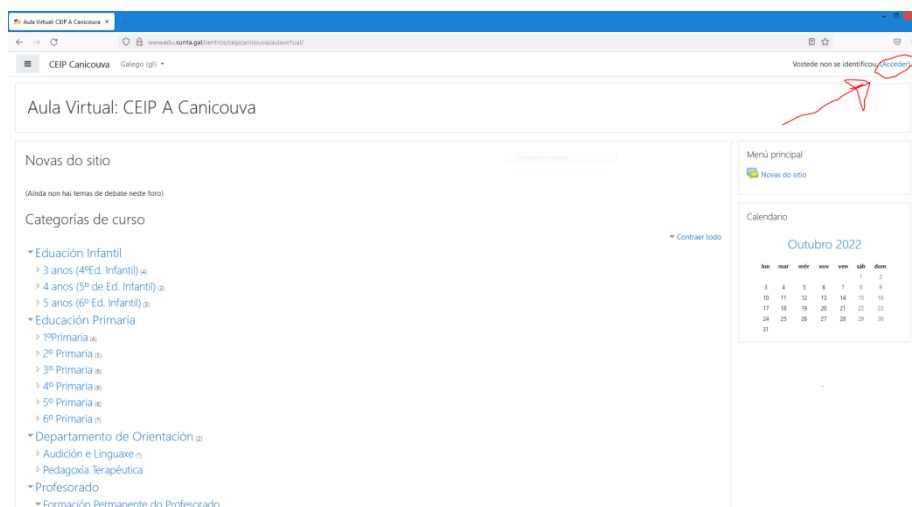 Aula Virtual: CEIP A Canicouva
www.edu.xunta.gal/centros/ceipcanicouva/aulavirtual/
CEIP Canicouva Galego (gl)
Vostede non se identificou. (Acceder)
Aula Virtual: CEIP A Canicouva
Novas do sitio
(Aínda non hai temas de debate neste foro)
Categorías de curso
Contraer todo
Eduación Infantil
3 anos (4ºEd. Infantil) (4)
4 anos (5º de Ed. Infantil) (3)
5 anos (6º Ed. Infantil) (3)
Educación Primaria
1ºPrimaria (4)
2º Primaria (5)
3º Primaria (6)
4º Primaria (6)
5º Primaria (6)
6º Primaria (7)
Departamento de Orientación (2)
Audición e Linguaxe (1)
Pedagoxía Terapéutica
Profesorado
Formación Permanente do Profesorado
Menú principal
Novas do sitio
Calendario
Outubro 2022
lun mar mér xov ven sáb dom
1 2
3 4 5 6 7 8 9
10 11 12 13 14 15 16
17 18 19 20 21 22 23
24 25 26 27 28 29 30
31